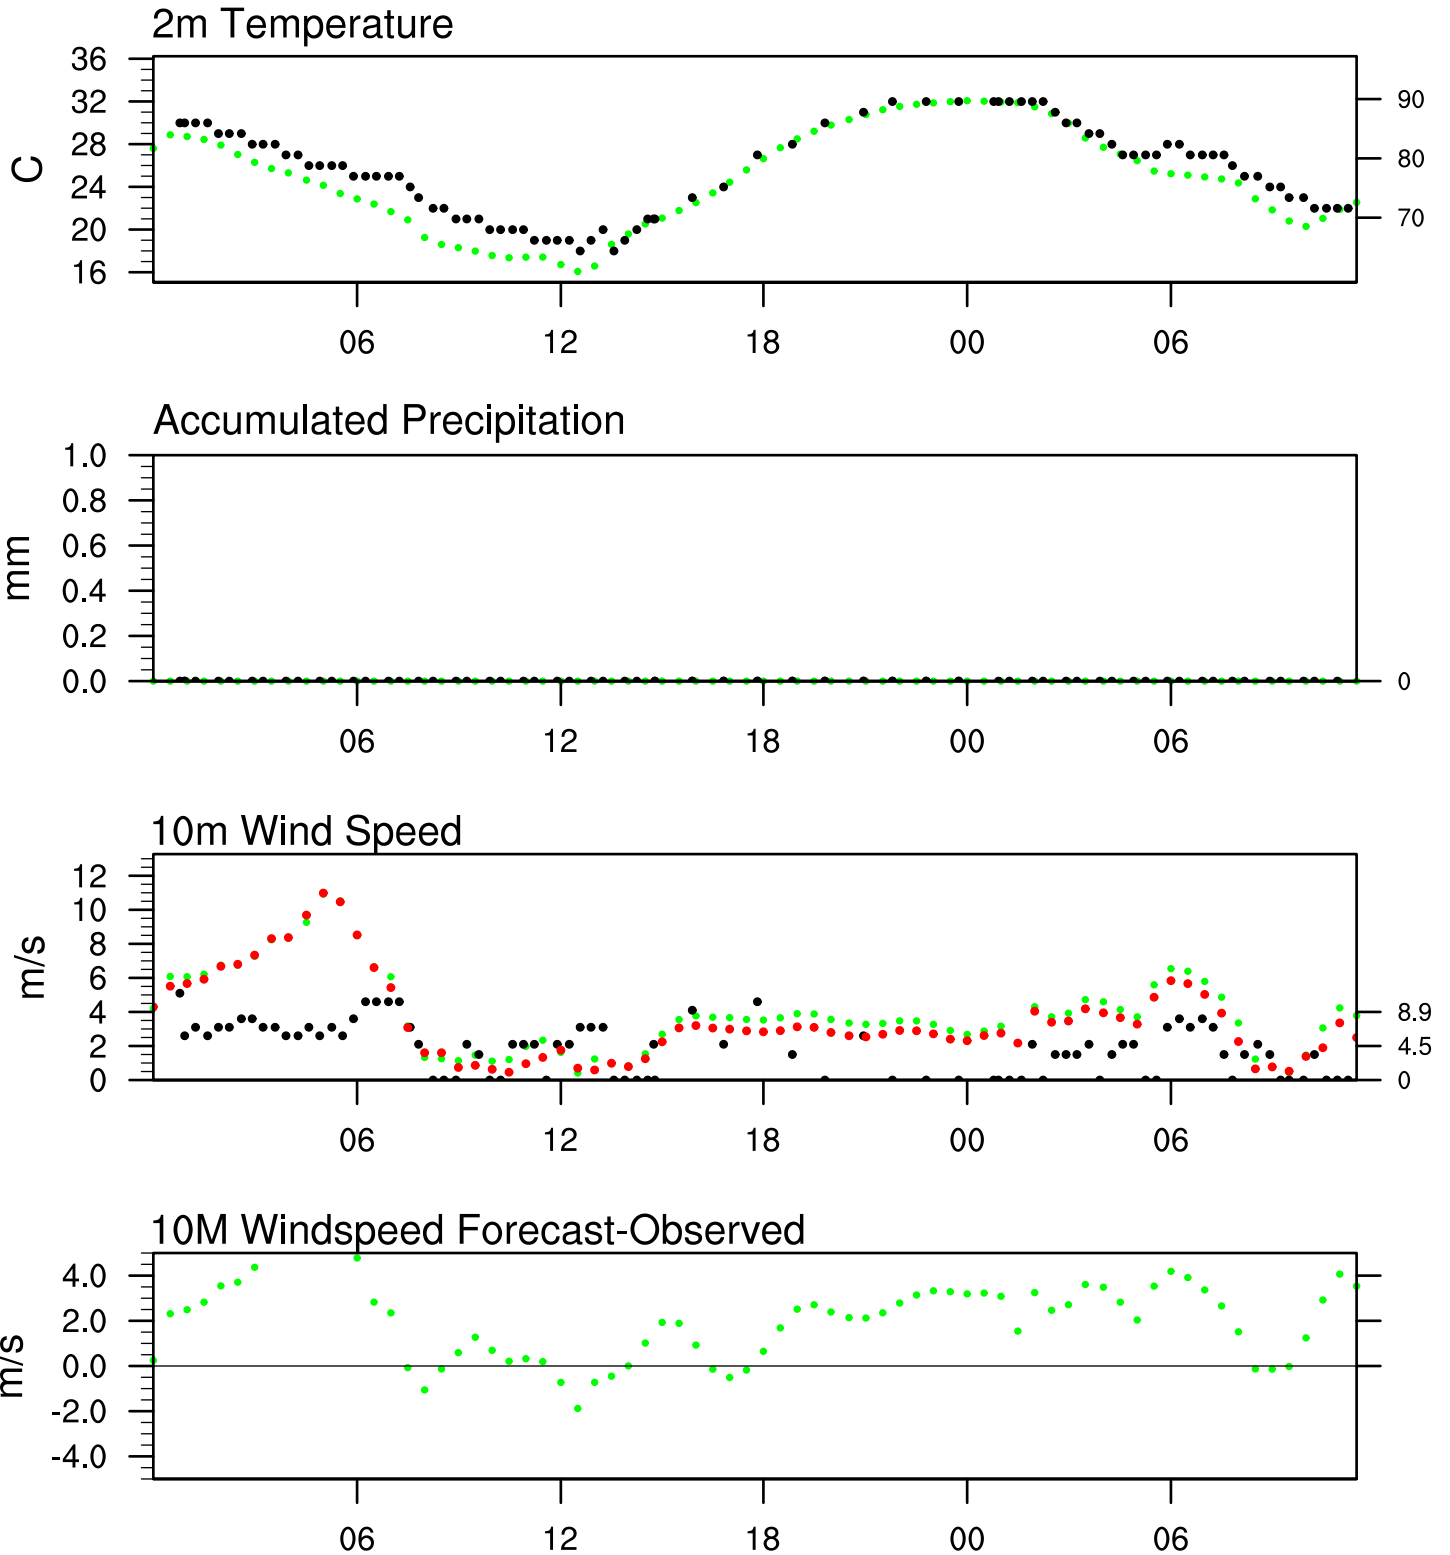 2m Temperature
36
32
28
24
20
16
C
90
80
70
06 12 18 00 06
Accumulated Precipitation
1.0
0.8
0.6
0.4
0.2
0.0
mm
0
06 12 18 00 06
10m Wind Speed
12
10
8
6
4
2
0
m/s
8.9
4.5
0
06 12 18 00 06
10M Windspeed Forecast-Observed
4.0
2.0
0.0
-2.0
-4.0
m/s
06 12 18 00 06